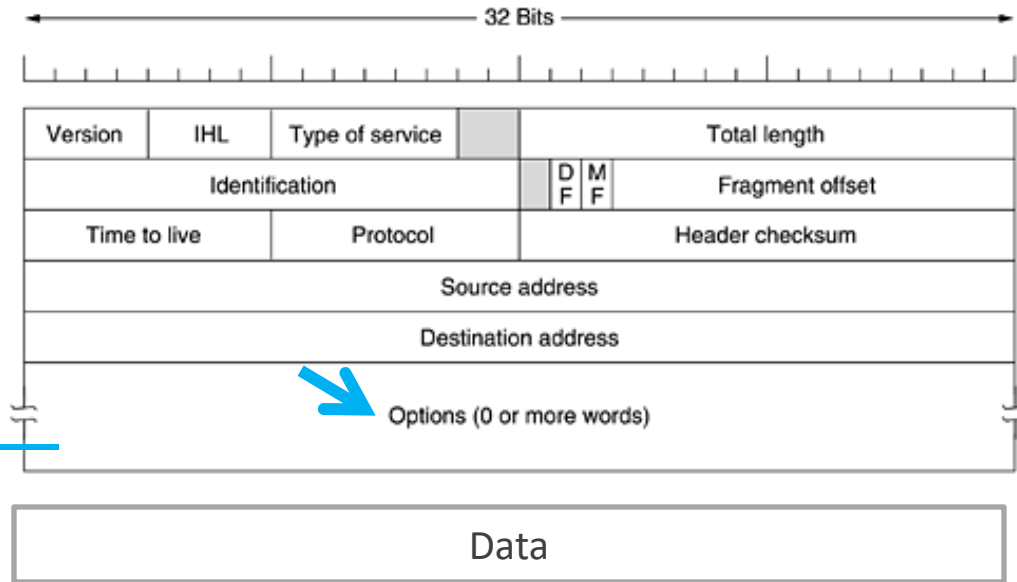 32 Bits
Version IHL Type of service Total length
Identification D F M F Fragment offset
Time to live Protocol Header checksum
Source address
Destination address
Options (0 or more words)
Data